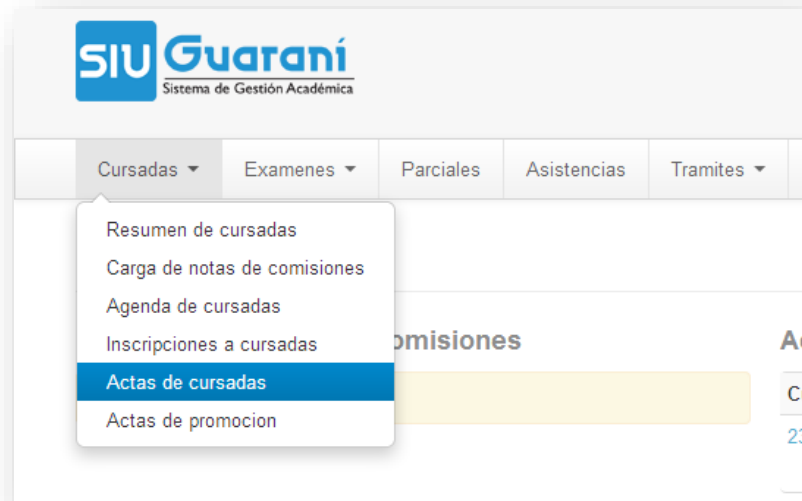 SIU Guaraní
Sistema de Gestión Académica
Cursadas Examenes Parciales Asistencias Tramites
Resumen de cursadas
Carga de notas de comisiones
Agenda de cursadas
Inscripciones a cursadas
Actas de cursadas
Actas de promocion
omisiones